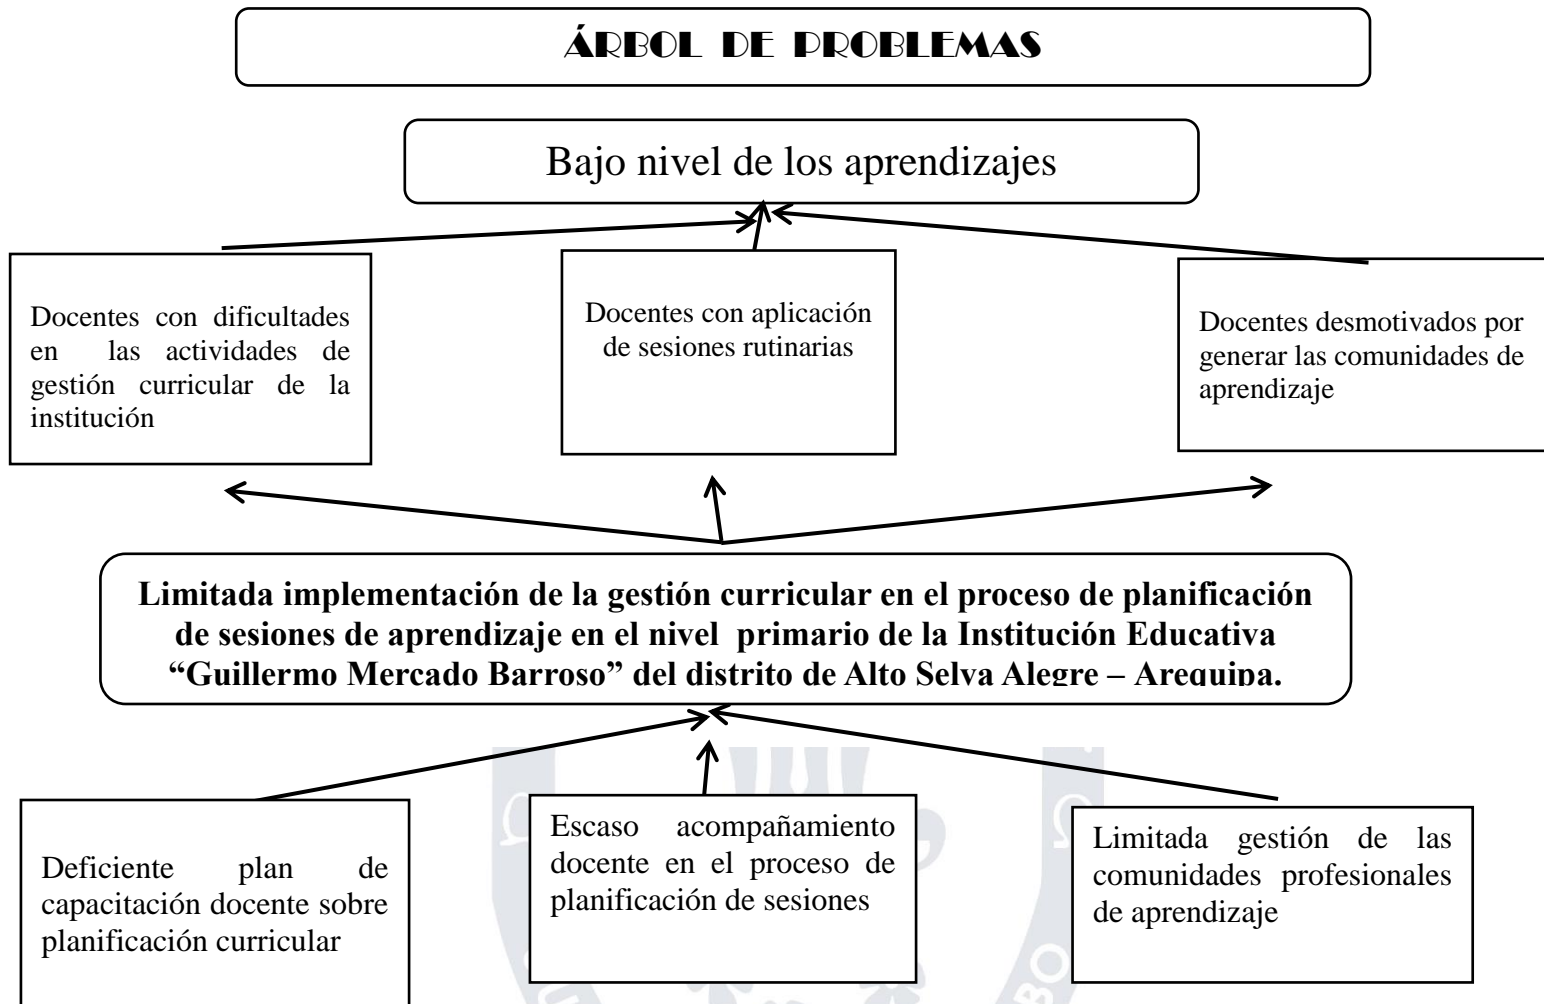 ÁRBOL DE PROBLEMAS
Bajo nivel de los aprendizajes
Docentes con dificultades
en las actividades de
gestión curricular de la
institución
Docentes con aplicación
de sesiones rutinarias
Docentes desmotivados por
generar las comunidades de
aprendizaje
Limitada implementación de la gestión curricular en el proceso de planificación
de sesiones de aprendizaje en el nivel primario de la Institución Educativa
“Guillermo Mercado Barroso” del distrito de Alto Selva Alegre – Arequipa.
Deficiente plan de
capacitación docente sobre
planificación curricular
Escaso acompañamiento
docente en el proceso de
planificación de sesiones
Limitada gestión de las
comunidades profesionales
de aprendizaje